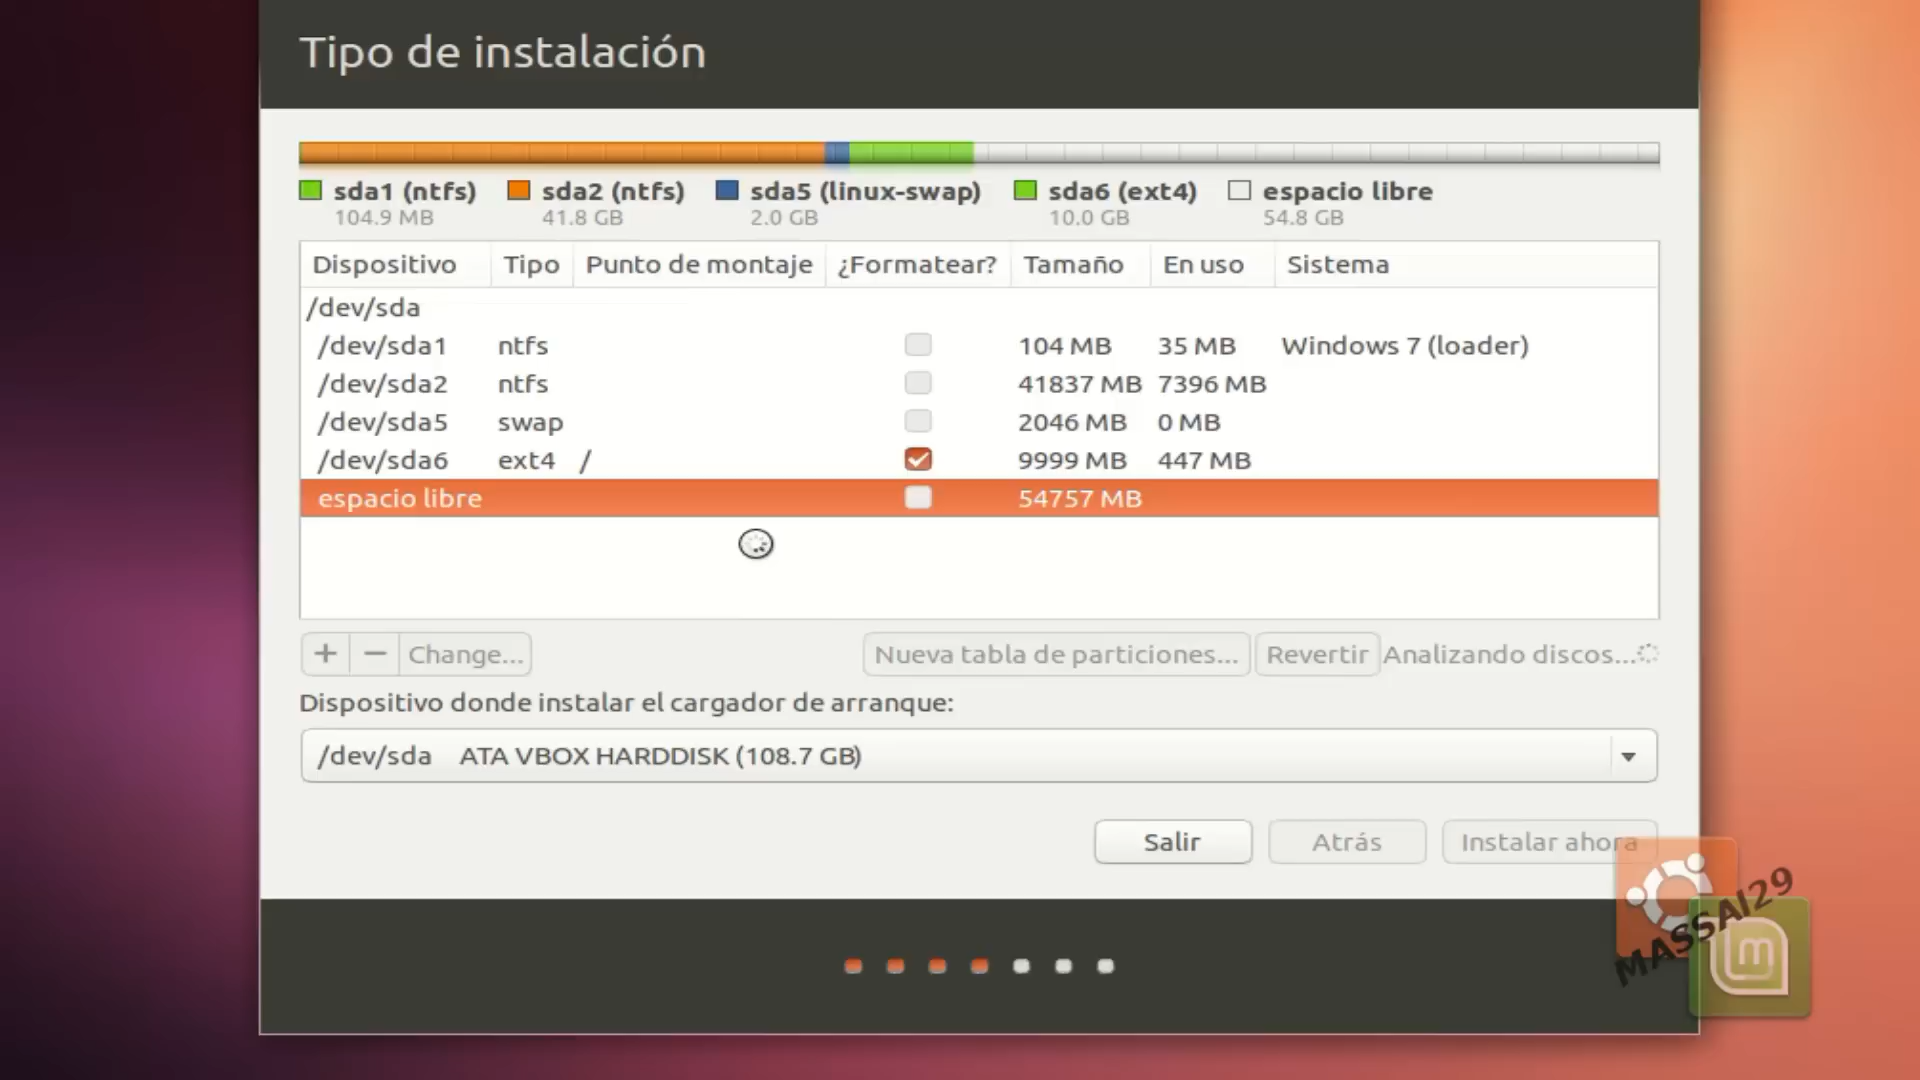 Tipo de instalación
sda1 (ntfs) sda2 (ntfs) sda5 (linux-swap) sda6 (ext4) espacio libre
104.9 MB 41.8 GB 2.0 GB 10.0 GB 54.8 GB
Dispositivo Tipo Punto de montaje ¿Formatear? Tamaño En uso Sistema
/dev/sda
/dev/sda1 ntfs 104 MB 35 MB Windows 7 (loader)
/dev/sda2 ntfs 41837 MB 7396 MB
/dev/sda5 swap 2046 MB 0 MB
/dev/sda6 ext4 / 9999 MB 447 MB
espacio libre 54757 MB
+ − Change... Nueva tabla de particiones... Revertir Analizando discos...
Dispositivo donde instalar el cargador de arranque:
/dev/sda ATA VBOX HARDDISK (108.7 GB)
Salir Atrás Instalar ahora
MASSAI29